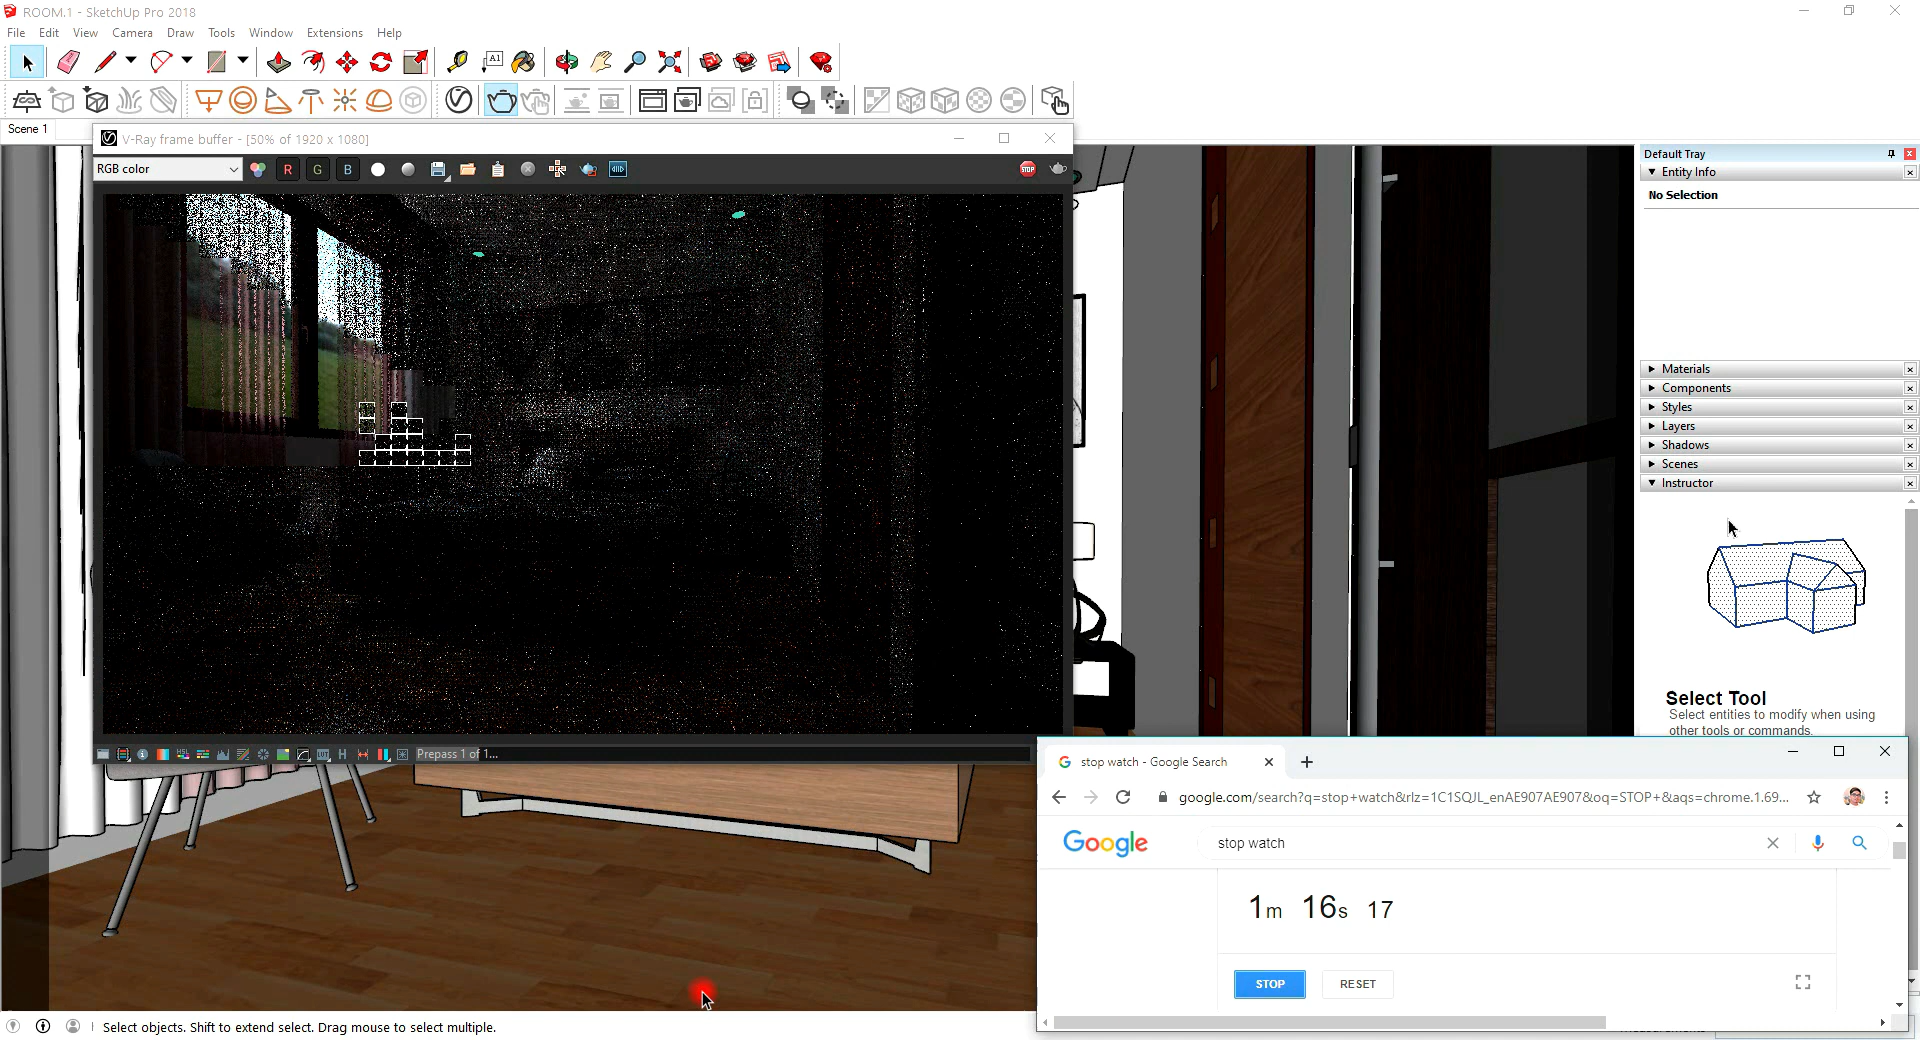 ROOM.1 - SketchUp Pro 2018
File Edit View Camera Draw Tools Window Extensions Help
A1
Scene 1
V-Ray frame buffer - [50% of 1920 x 1080]
RGB color
R G B
STOP
Prepass 1 of 1...
Default Tray
Entity Info
No Selection
Materials
Components
Styles
Layers
Shadows
Scenes
Instructor
Select Tool
Select entities to modify when using
other tools or commands.
stop watch - Google Search
google.com/search?q=stop+watch&rlz=1C1SQJL_enAE907AE907&oq=STOP+&aqs=chrome.1.69...
Google
stop watch
1m 16s 17
STOP RESET
Select objects. Shift to extend select. Drag mouse to select multiple.